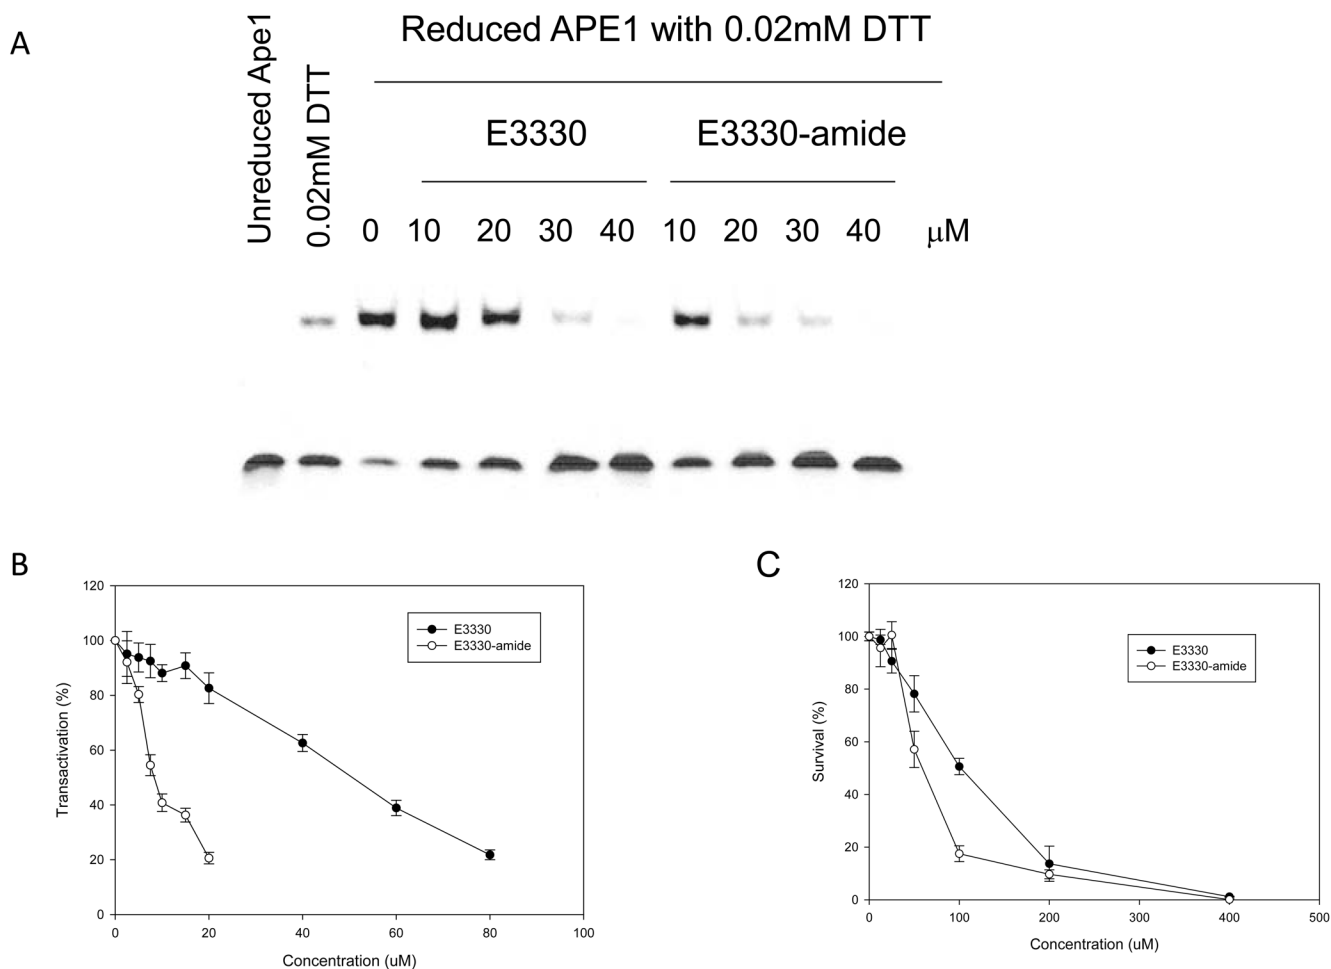 A
Reduced APE1 with 0.02mM DTT
Unreduced Ape1
0.02mM DTT
E3330
E3330-amide
0 10 20 30 40 10 20 30 40 µM
B
120
100
80
60
40
20
0
Transactivation (%)
E3330
E3330-amide
0 20 40 60 80 100
Concentration (uM)
C
120
100
80
60
40
20
0
Survival (%)
E3330
E3330-amide
0 100 200 300 400 500
Concentration (uM)